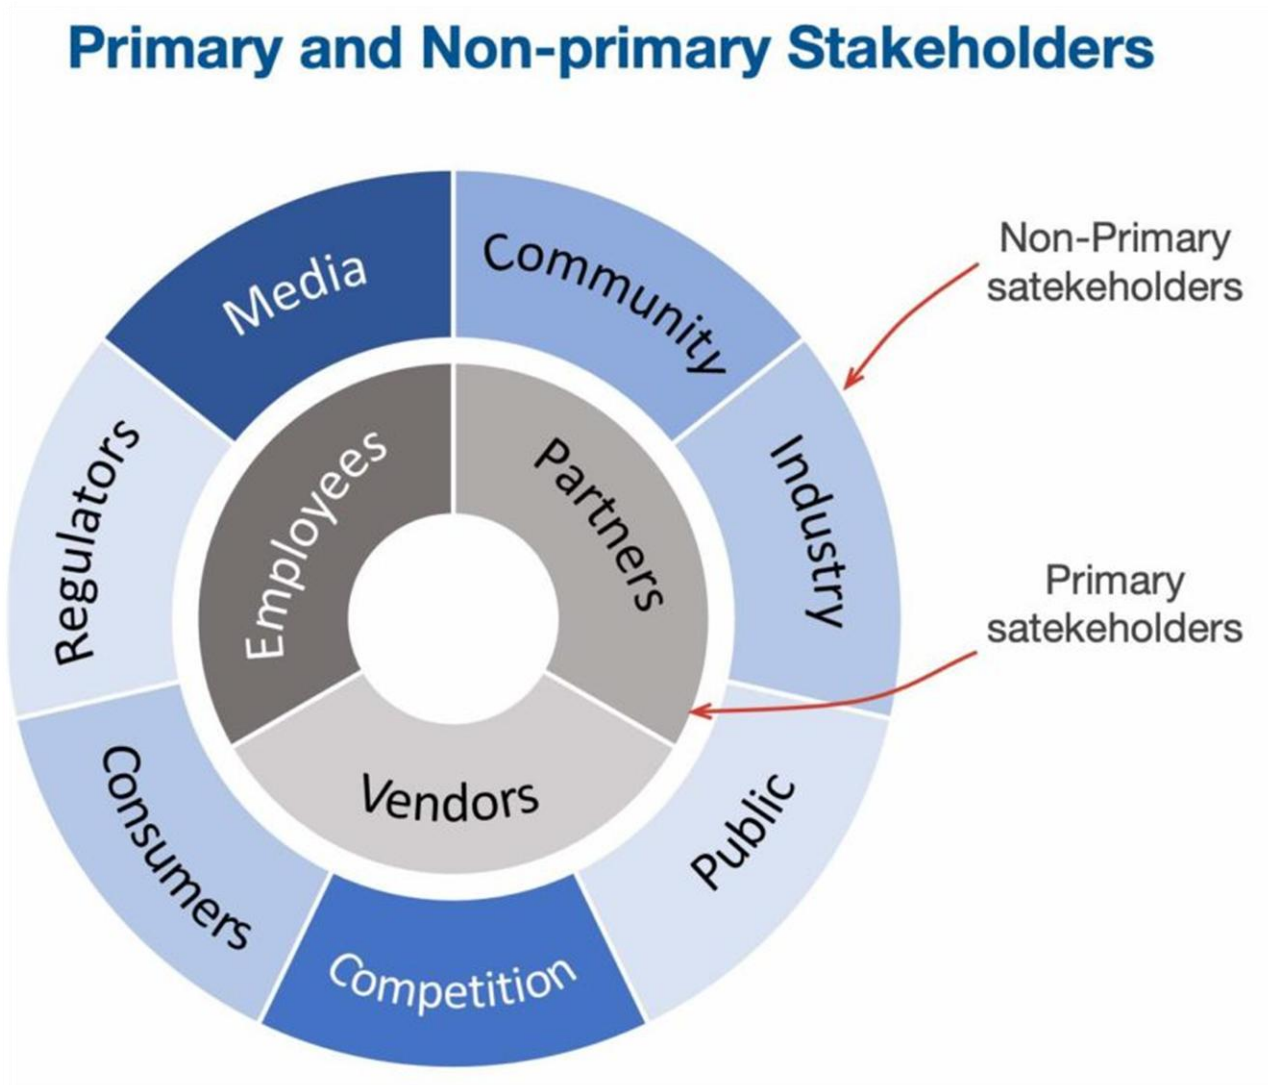 Primary and Non-primary Stakeholders
Media
Community
Non-Primary
satekeholders
Regulators
Employees
Partners
Industry
Primary
satekeholders
Consumers
Vendors
Public
Competition